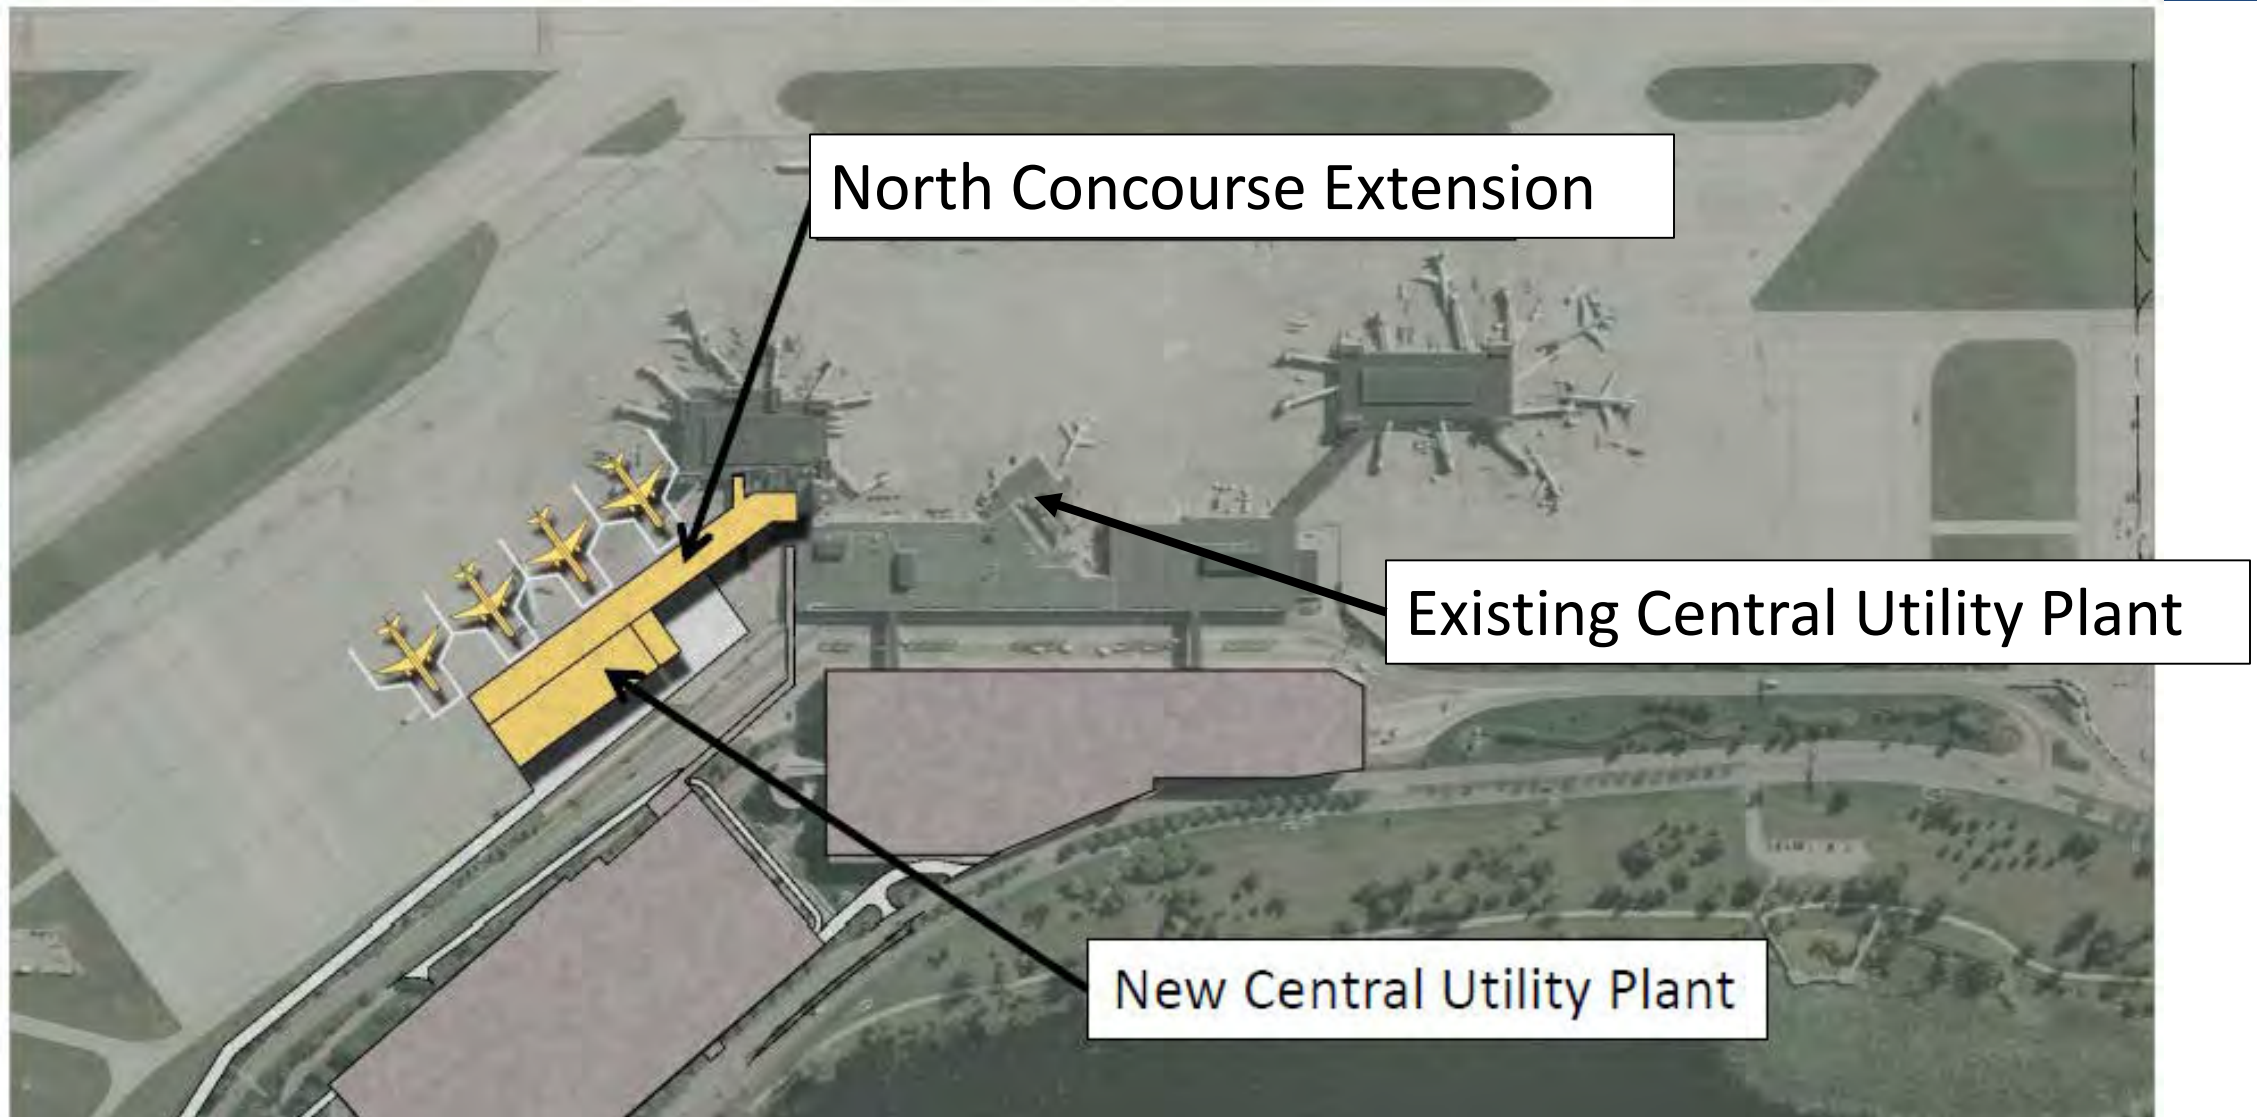 North Concourse Extension
Existing Central Utility Plant
New Central Utility Plant